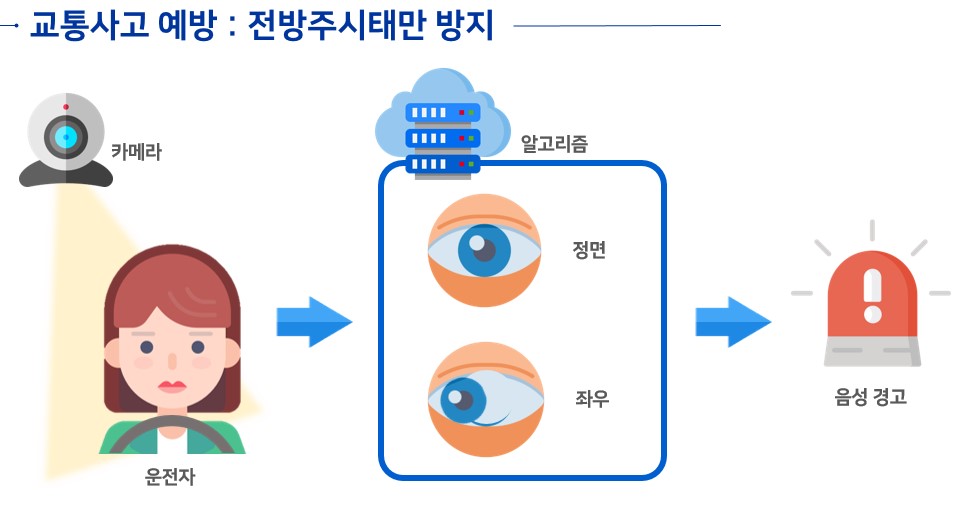 교통사고 예방 : 전방주시태만 방지
카메라
알고리즘
정면
좌우
운전자
음성 경고